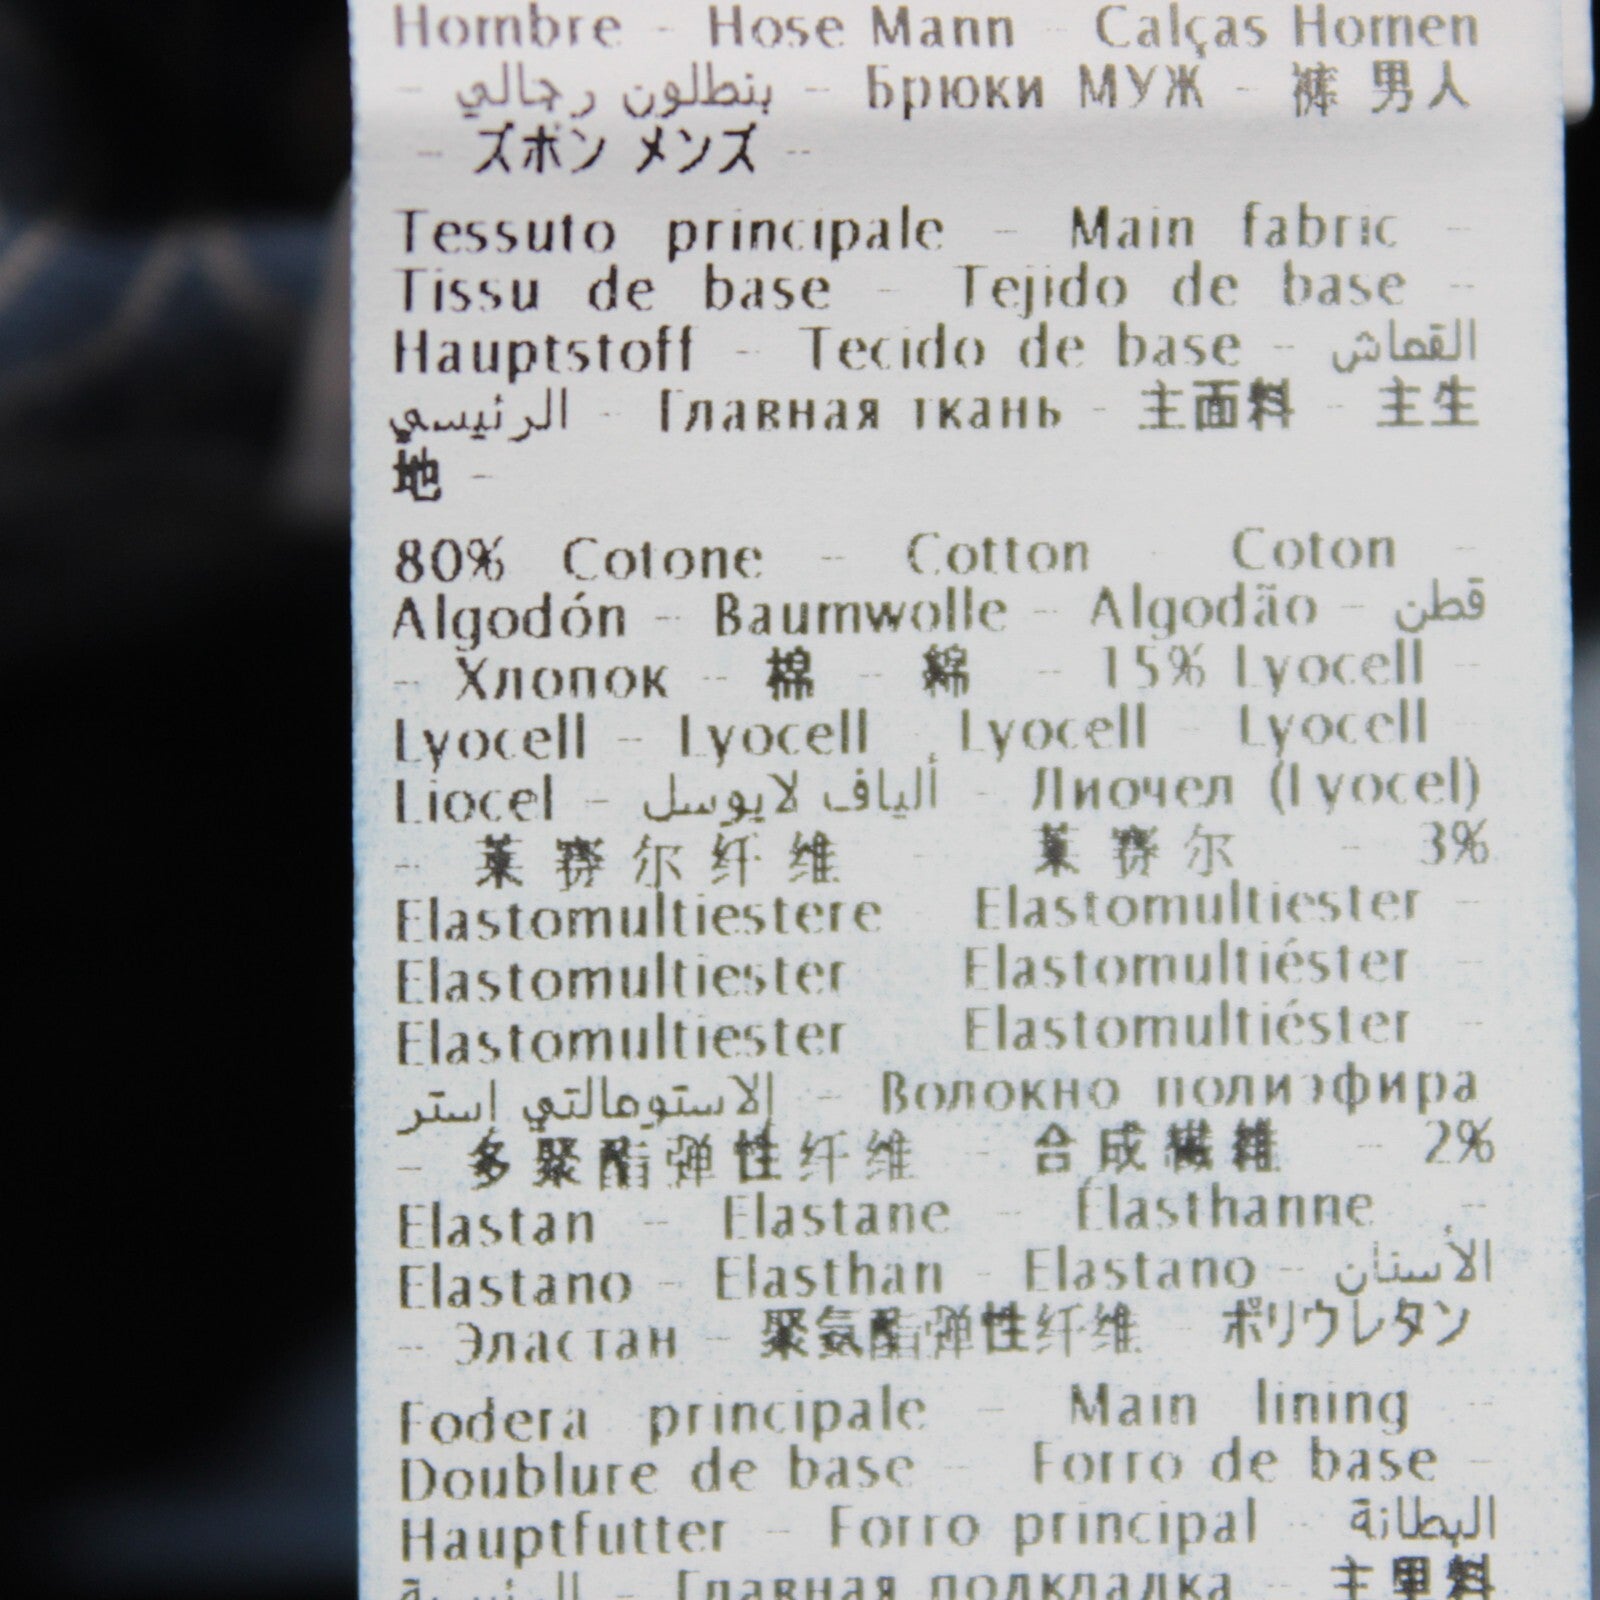 Hombre - Hose Mann - Calças Homen
- بنطلون رجالي - Брюки МУЖ - 裤 男人
- ズボン メンズ --
Tessuto principale - Main fabric --
Tissu de base - Tejido de base --
Hauptstoff - Tecido de base - القماش
الرئيسي - Главная ткань - 主面料 - 主生
地 -
80% Cotone - Cotton - Coton -
Algodón - Baumwolle - Algodão - قطن
- Хлопок - 棉 - 綿 - 15% Lyocell -
Lyocell - Lyocell - Lyocell - Lyocell -
Liocel - ألياف لايوسل - Лиочел (Lyocel)
- 莱赛尔纤维 - 莱赛尔 - 3%
Elastomultiestere - Elastomultiester -
Elastomultiester - Elastomultiéster -
Elastomultiester - Elastomultiéster -
الاستومالتي إستر - Волокно полиэфира
- 多聚酯弹性纤维 - 合成繊維 - 2%
Elastan - Elastane - Élasthanne -
Elastano - Elasthan - Elastano - الأستان
- Эластан - 聚氨酯弹性纤维 - ポリウレタン
Fodera principale - Main lining -
Doublure de base - Forro de base -
Hauptfutter - Forro principal - البطانة
الرئيسية - Главная подкладка - 主里料